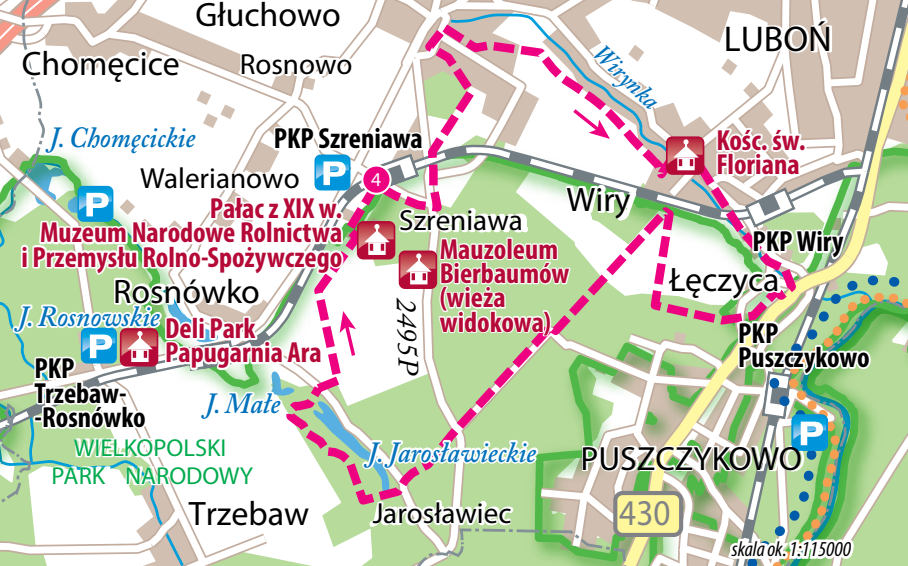 Głuchowo
LUBOŃ
Chomęcice
Rosnowo
Wirynka
J. Chomęcickie
PKP Szreniawa
P
4
Kośc. św.
Floriana
Walerianowo
P
Wiry
Pałac z XIX w.
Muzeum Narodowe Rolnictwa
i Przemysłu Rolno-Spożywczego
Szreniawa
Mauzoleum
Bierbaumów
(wieża
widokowa)
PKP Wiry
Łęczyca
Rosnówko
2495P
J. Rosnowskie
P
Deli Park
Papugarnia Ara
PKP
Puszczykowo
PKP
Trzebaw-
-Rosnówko
J. Małe
WIELKOPOLSKI
PARK NARODOWY
J. Jarosławieckie
PUSZCZYKOWO
P
Trzebaw
Jarosławiec
430
skala ok. 1:115000